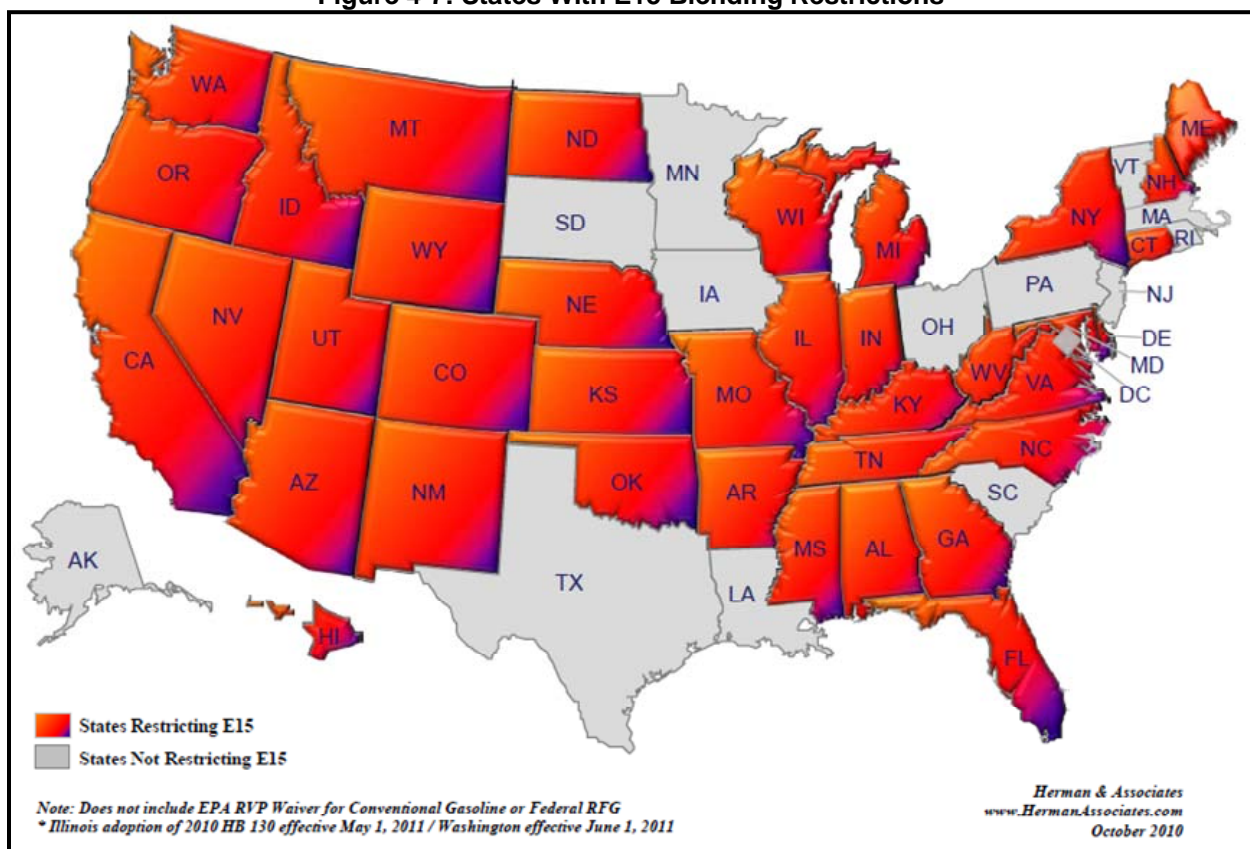 Figure 4-7: States With E15 Blending Restrictions
WA
MT
ND
MN
ME
VT
NH
OR
ID
SD
WI
NY
MA
WY
MI
CT
RI
IA
PA
NE
NJ
NV
OH
UT
IL
IN
DE
CA
CO
WV
MD
KS
MO
VA
DC
KY
NC
TN
AZ
OK
NM
AR
SC
MS
AL
GA
AK
TX
LA
HI
FL
States Restricting E15
States Not Restricting E15
Note: Does not include EPA RVP Waiver for Conventional Gasoline or Federal RFG
* Illinois adoption of 2010 HB 130 effective May 1, 2011 / Washington effective June 1, 2011
Herman & Associates
www.HermanAssociates.com
October 2010